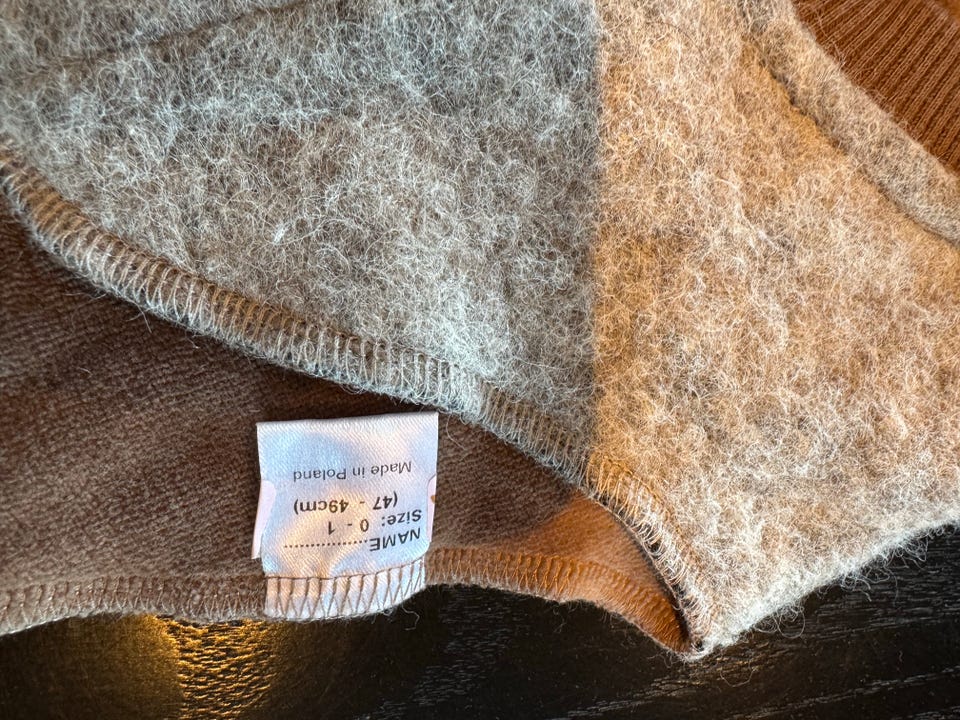 NAME....................
Size: 0 - 1
(47 - 49cm)
Made in Poland